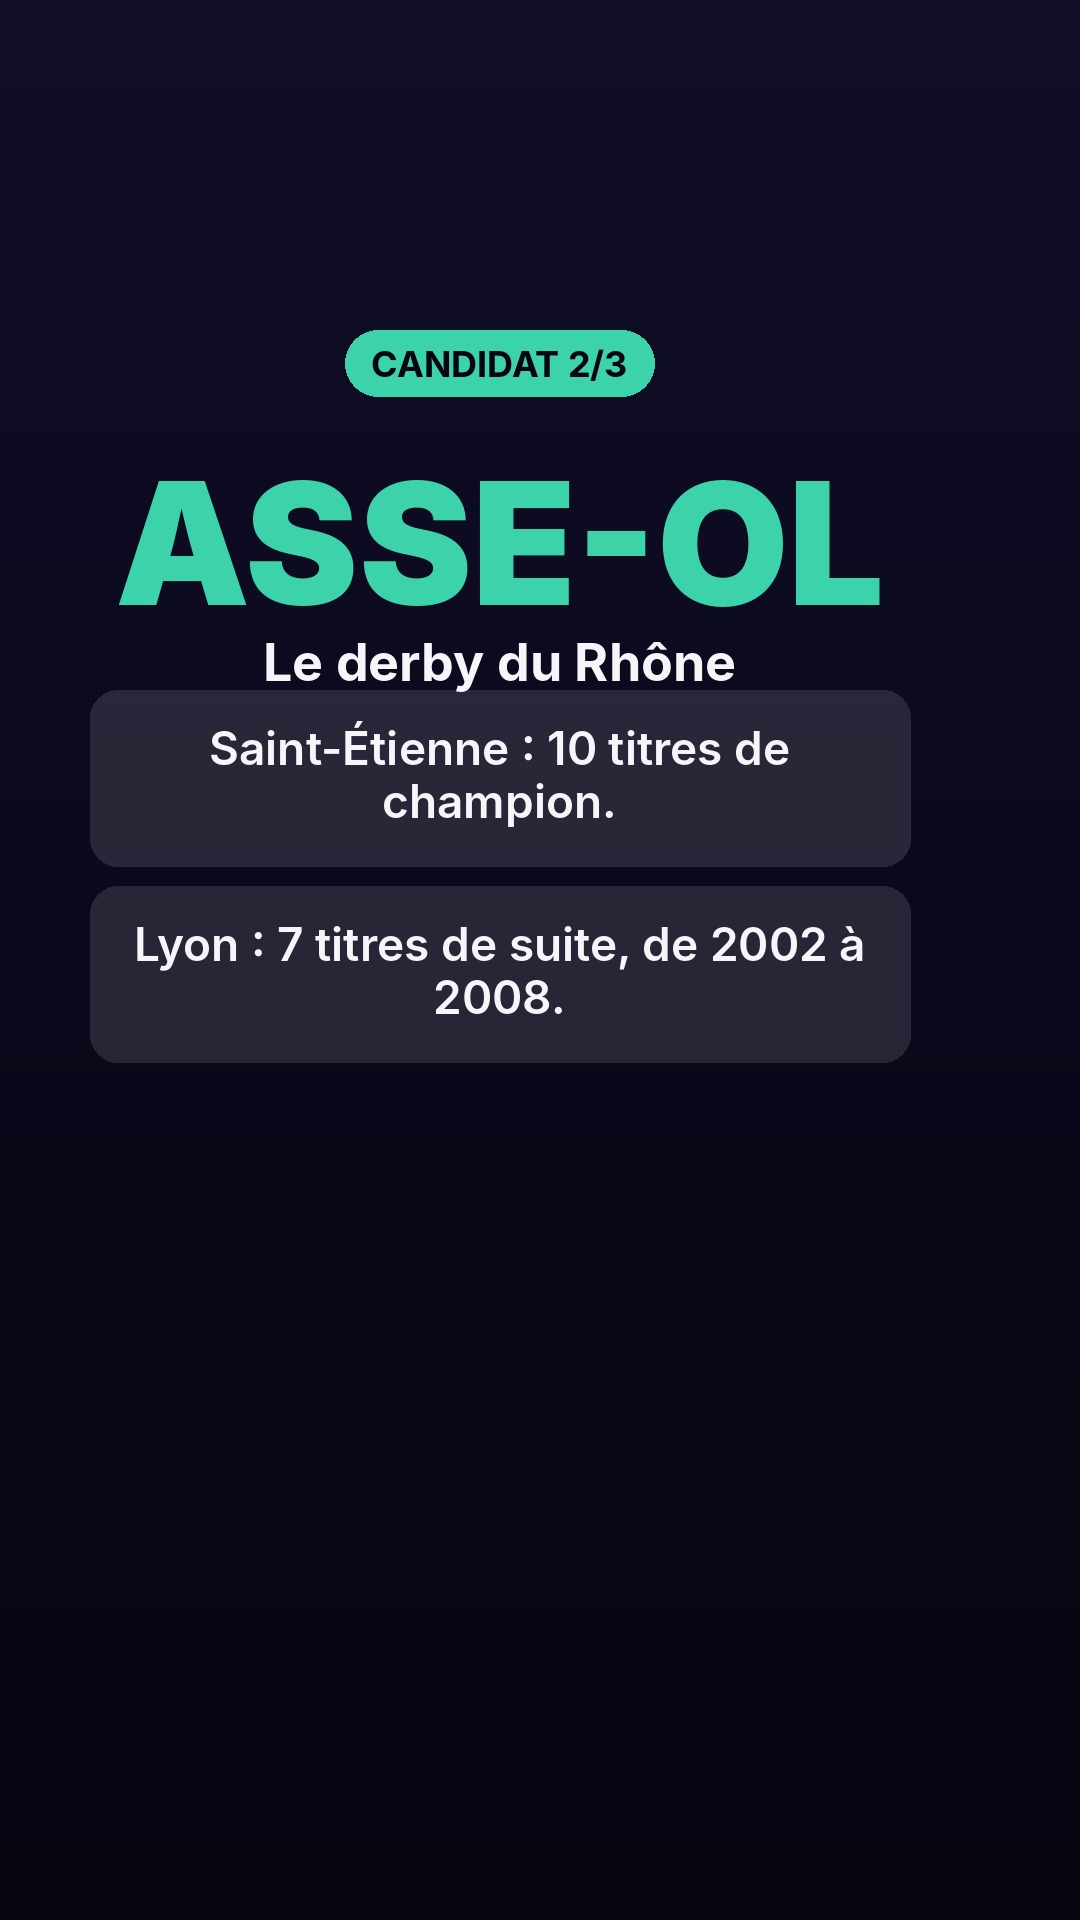 CANDIDAT 2/3
ASSE-OL
Le derby du Rhône
Saint-Étienne : 10 titres de
champion.
Lyon : 7 titres de suite, de 2002 à
2008.